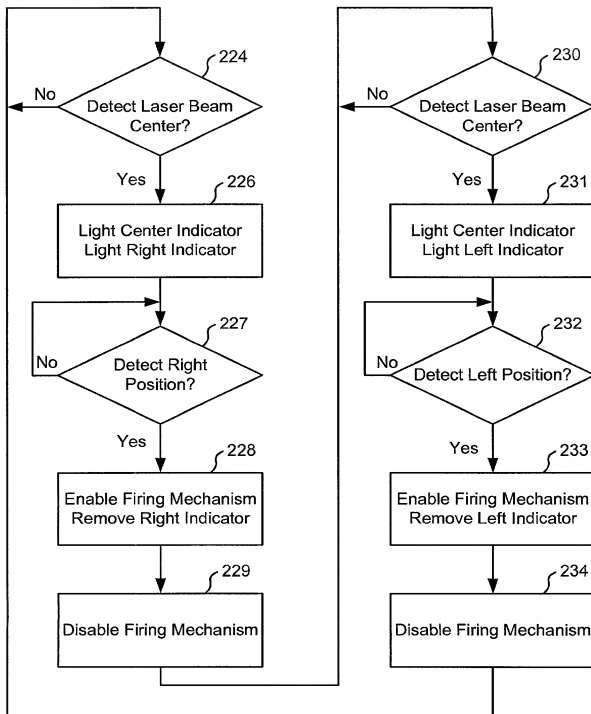 224
Detect Laser Beam
Center?
No
Yes
226
Light Center Indicator
Light Right Indicator
227
Detect Right
Position?
No
Yes
228
Enable Firing Mechanism
Remove Right Indicator
229
Disable Firing Mechanism
230
Detect Laser Beam
Center?
No
Yes
231
Light Center Indicator
Light Left Indicator
232
Detect Left Position?
No
Yes
233
Enable Firing Mechanism
Remove Left Indicator
234
Disable Firing Mechanism